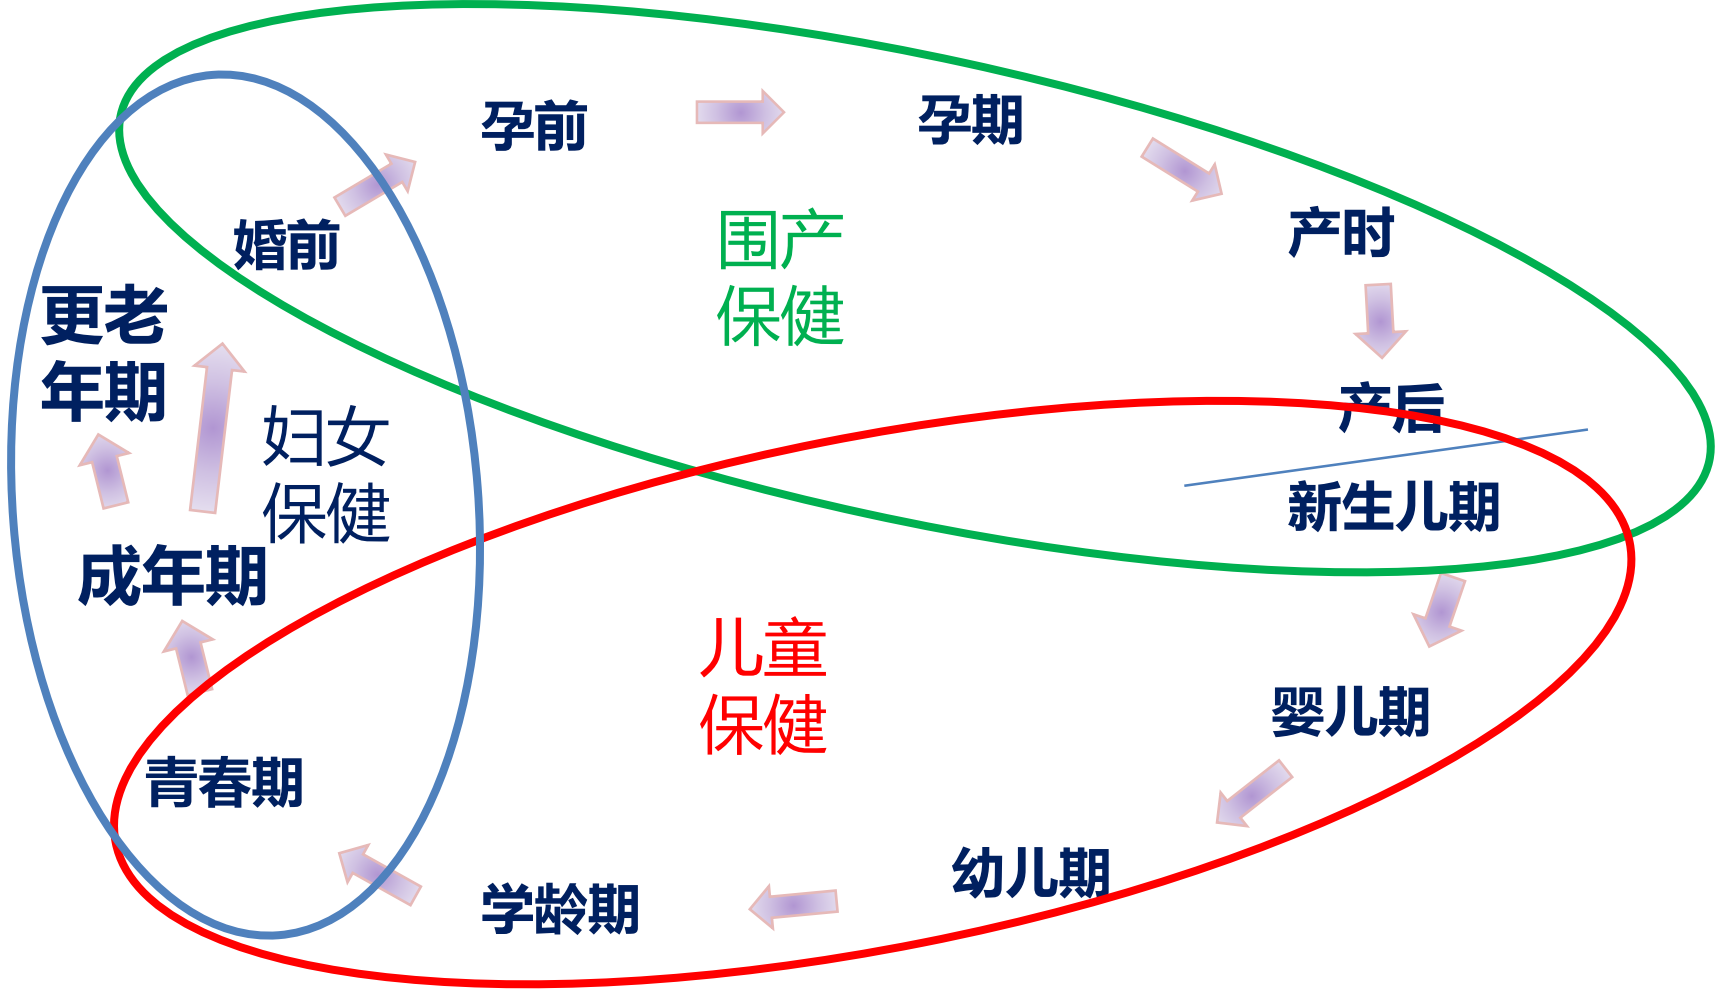 孕前
孕期
婚前
围产
保健
产时
更老
年期
产后
妇女
保健
新生儿期
成年期
儿童
保健
婴儿期
青春期
幼儿期
学龄期